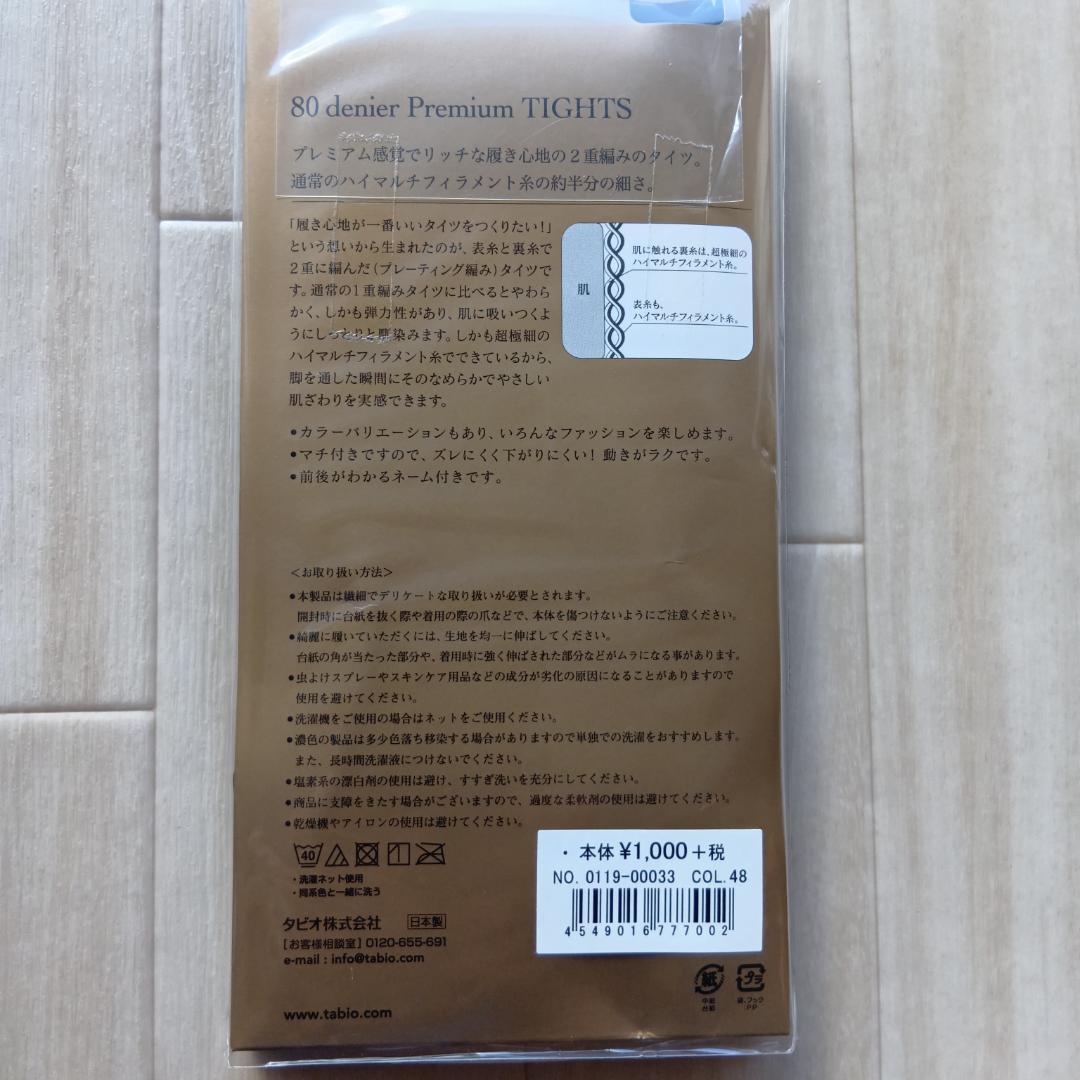 80 denier Premium TIGHTS
プレミアム感覚でリッチな履き心地の2重編みのタイツ。
通常のハイマルチフィラメント糸の約半分の細さ。
「履き心地が一番いいタイツをつくりたい!」
という想いから生まれたのが、表糸と裏糸で
2重に編んだ(プレーティング編み)タイツで
す。通常の1重編みタイツに比べるとやわら
かく、しかも弾力性があり、肌に吸いつくよ
うにしっとりと馴染みます。しかも超極細の
ハイマルチフィラメント糸でできているから、
脚を通した瞬間にそのなめらかでやさしい
肌ざわりを実感できます。
肌
肌に触れる裏糸は、超極細の
ハイマルチフィラメント糸。
表糸も、
ハイマルチフィラメント糸。
●カラーバリエーションもあり、いろんなファッションを楽しめます。
●マチ付きですので、ズレにくく下がりにくい! 動きがラクです。
●前後がわかるネーム付きです。
<お取り扱い方法>
●本製品は繊細でデリケートな取り扱いが必要とされます。
開封時に台紙を抜く際や着用の際の爪などで、本体を傷つけないようにご注意ください。
●綺麗に履いていただくには、生地を均一に伸ばしてください。
台紙の角が当たった部分や、着用時に強く伸ばされた部分などがムラになる事があります。
●虫よけスプレーやスキンケア用品などの成分が劣化の原因になることがありますので
使用を避けてください。
●洗濯機をご使用の場合はネットをご使用ください。
●濃色の製品は多少色落ち移染する場合がありますので単独での洗濯をおすすめします。
また、長時間洗濯液につけないでください。
●塩素系の漂白剤の使用は避け、すすぎ洗いを充分にしてください。
●商品に支障をきたす場合がございますので、過度な柔軟剤の使用は避けてください。
●乾燥機やアイロンの使用は避けてください。
40
・洗濯ネット使用
・同系色と一緒に洗う
タビオ株式会社 日本製
[お客様相談室] 0120-655-691
e-mail : info@tabio.com
www.tabio.com
・本体¥1,000+税
NO. 0119-00033 COL.48
4549016777002
紙
中紙
台紙
プラ
袋、フック
PP